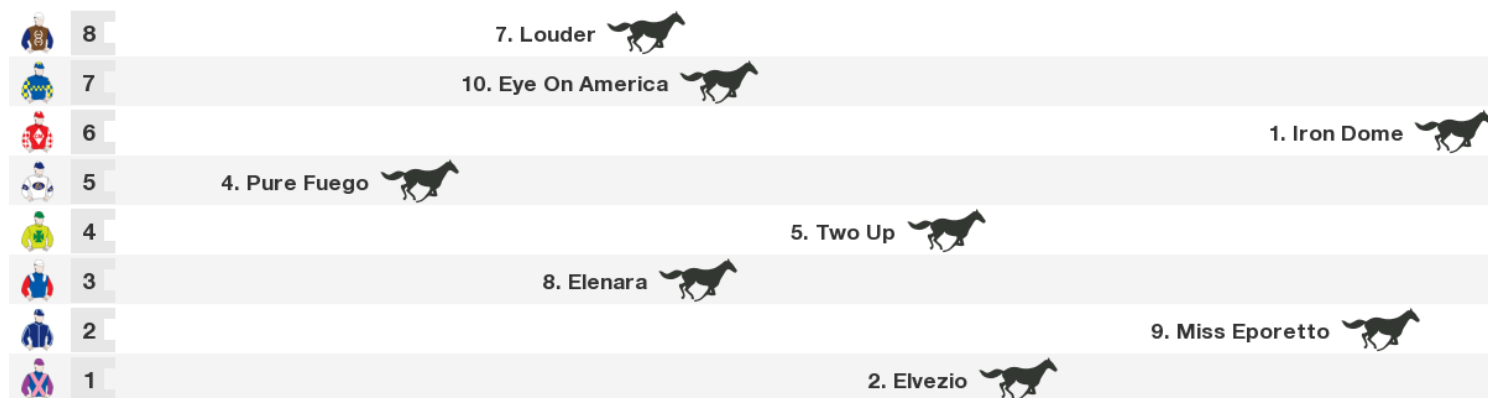 8 7. Louder
7 10. Eye On America
6 1. Iron Dome
5 4. Pure Fuego
4 5. Two Up
3 8. Elenara
2 9. Miss Eporetto
1 2. Elvezio